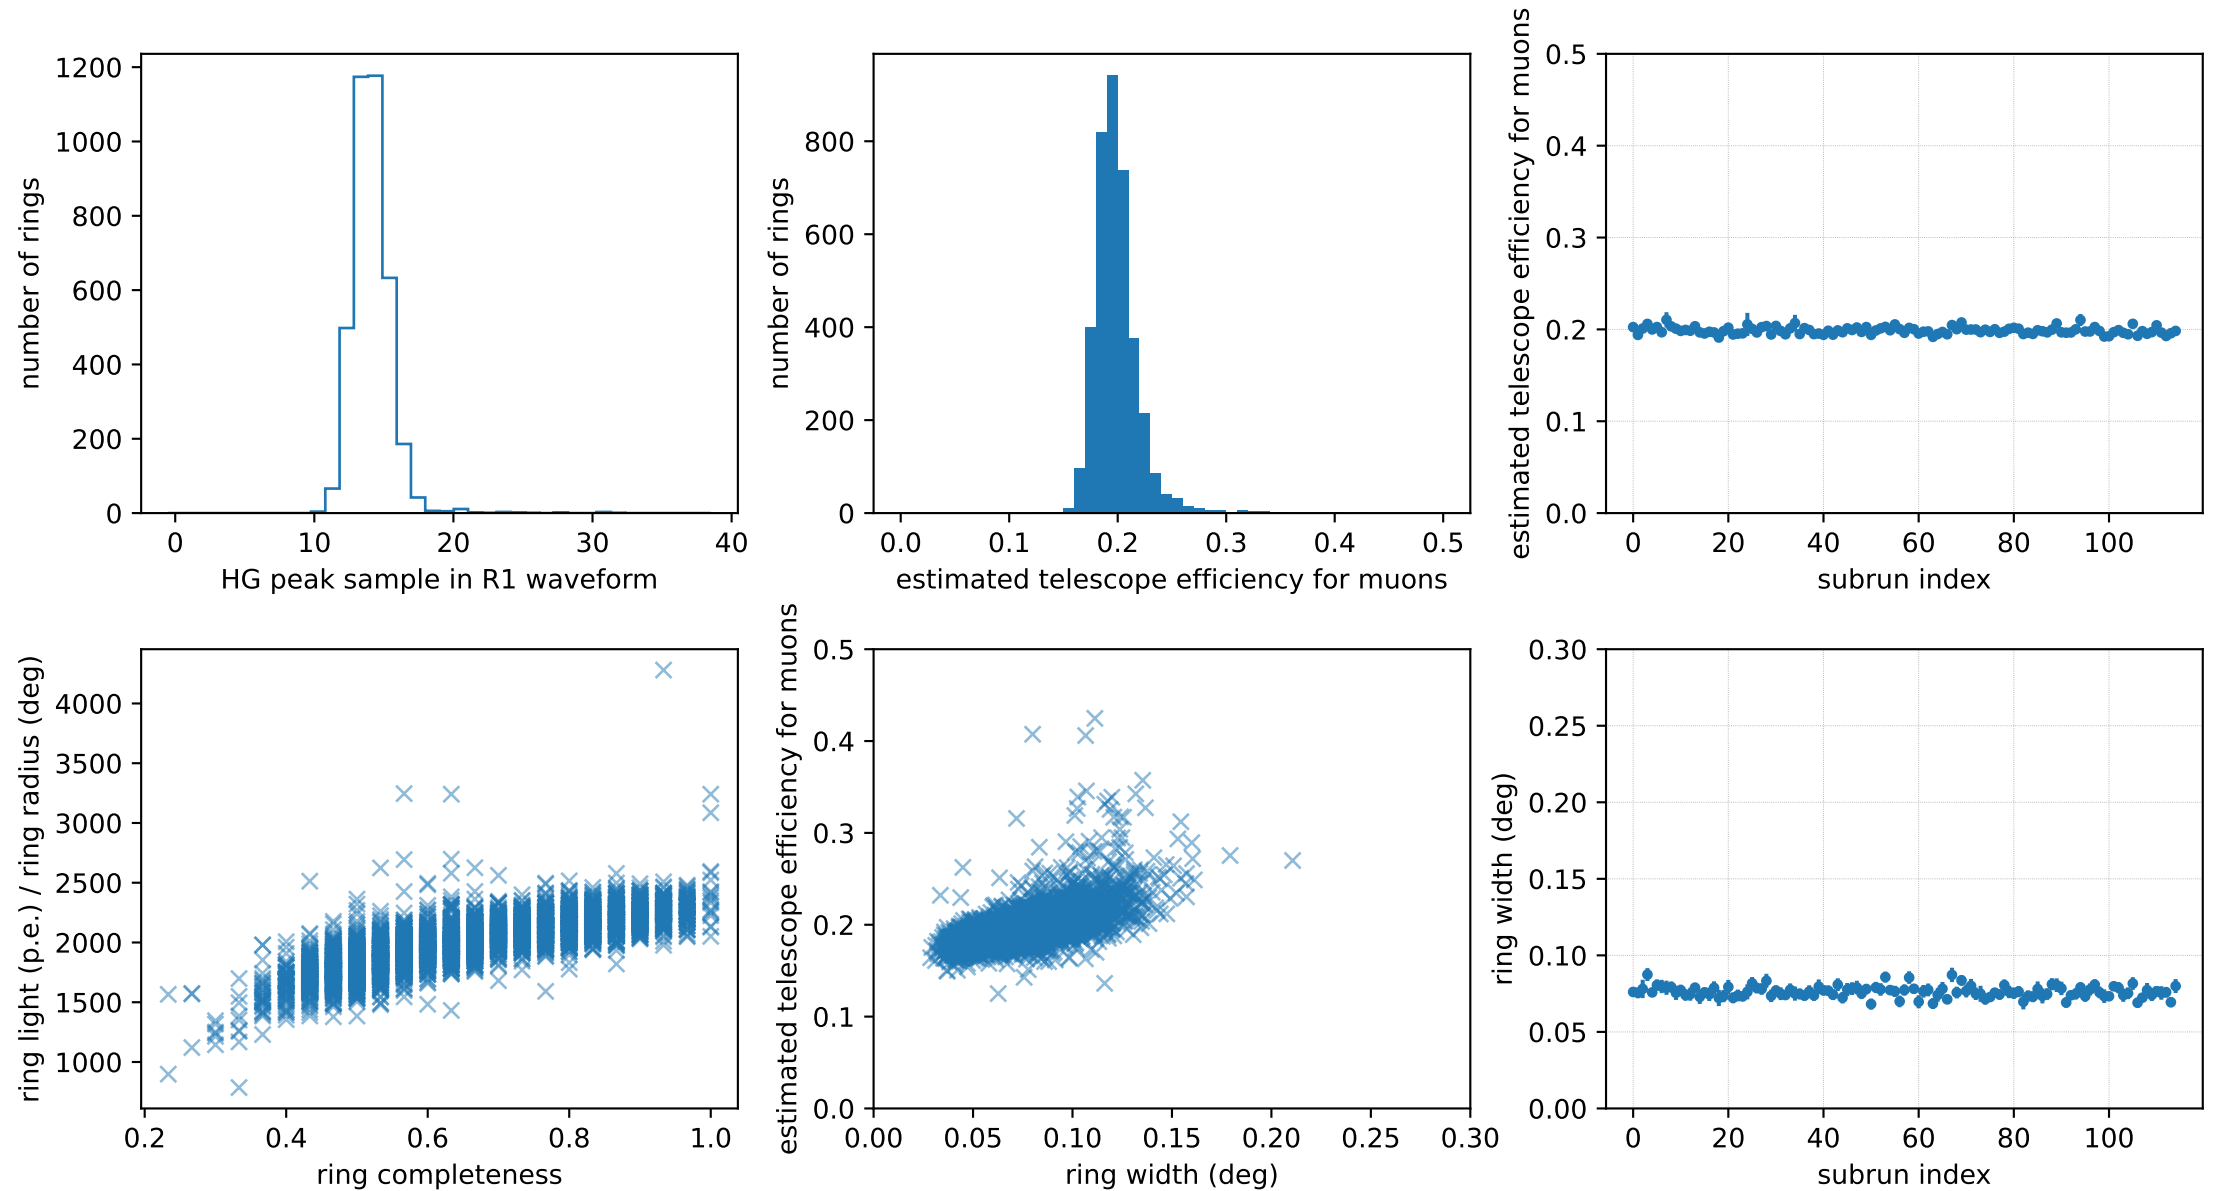 1200
1000
800
600
400
200
0
number of rings
0 10 20 30 40
HG peak sample in R1 waveform
800
600
400
200
0
number of rings
0.0 0.1 0.2 0.3 0.4 0.5
estimated telescope efficiency for muons
0.5
0.4
0.3
0.2
0.1
0.0
estimated telescope efficiency for muons
0 20 40 60 80 100
subrun index
4000
3500
3000
2500
2000
1500
1000
ring light (p.e.) / ring radius (deg)
0.2 0.4 0.6 0.8 1.0
ring completeness
0.5
0.4
0.3
0.2
0.1
0.0
estimated telescope efficiency for muons
0.00 0.05 0.10 0.15 0.20 0.25 0.30
ring width (deg)
0.30
0.25
0.20
0.15
0.10
0.05
0.00
ring width (deg)
0 20 40 60 80 100
subrun index